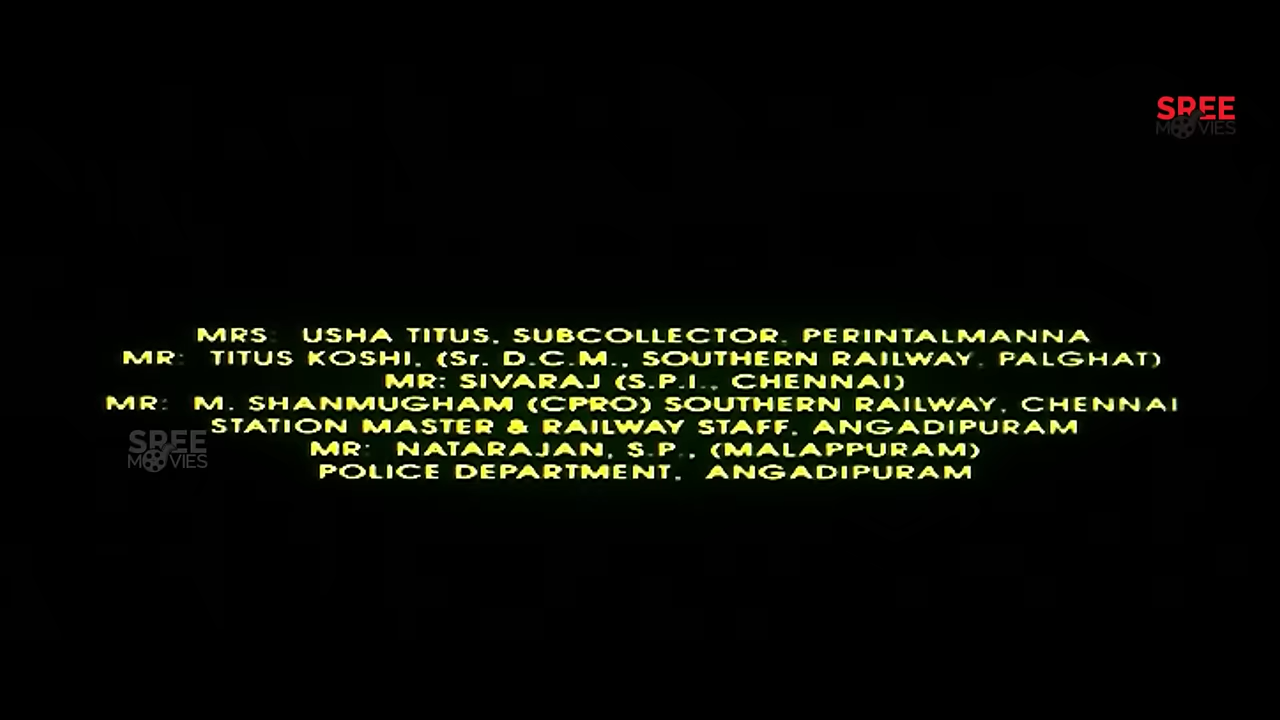 SREE
MOVIES
MRS: USHA TITUS, SUBCOLLECTOR, PERINTALMANNA
MR: TITUS KOSHI, (Sr. D.C.M., SOUTHERN RAILWAY, PALGHAT)
MR: SIVARAJ (S.P.I., CHENNAI)
MR: M. SHANMUGHAM (CPRO) SOUTHERN RAILWAY, CHENNAI
STATION MASTER & RAILWAY STAFF, ANGADIPURAM
MR: NATARAJAN, S.P., (MALAPPURAM)
POLICE DEPARTMENT, ANGADIPURAM
SREE
MOVIES